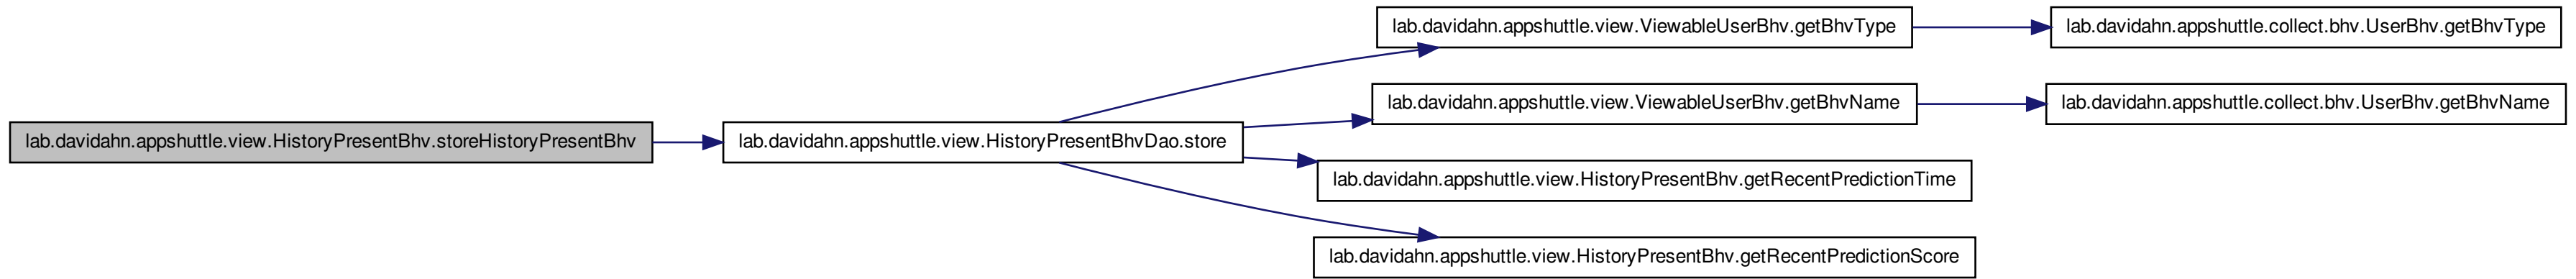 lab.davidahn.appshuttle.view.HistoryPresentBhv.storeHistoryPresentBhv
lab.davidahn.appshuttle.view.HistoryPresentBhvDao.store
lab.davidahn.appshuttle.view.ViewableUserBhv.getBhvType
lab.davidahn.appshuttle.collect.bhv.UserBhv.getBhvType
lab.davidahn.appshuttle.view.ViewableUserBhv.getBhvName
lab.davidahn.appshuttle.collect.bhv.UserBhv.getBhvName
lab.davidahn.appshuttle.view.HistoryPresentBhv.getRecentPredictionTime
lab.davidahn.appshuttle.view.HistoryPresentBhv.getRecentPredictionScore